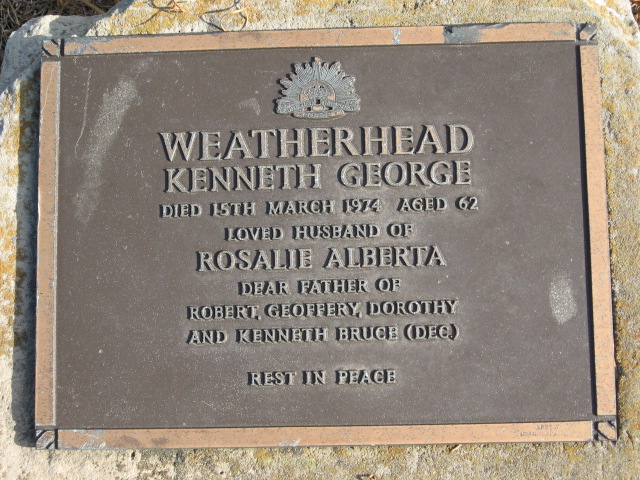 WEATHERHEAD
KENNETH GEORGE
DIED 15TH MARCH 1974 AGED 62
LOVED HUSBAND OF
ROSALIE ALBERTA
DEAR FATHER OF
ROBERT, GEOFFERY, DOROTHY
AND KENNETH BRUCE (DEC)
REST IN PEACE